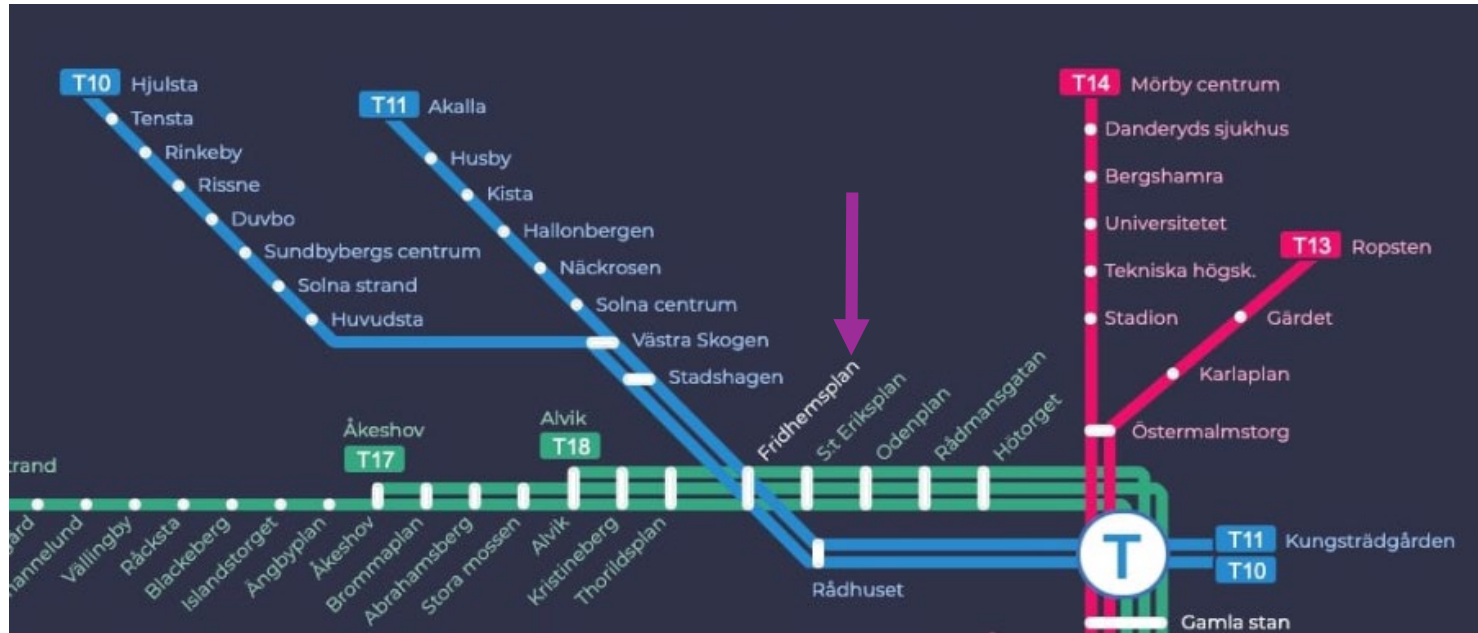 T10 Hjulsta
Tensta
Rinkeby
Rissne
Duvbo
Sundbybergs centrum
Solna strand
Huvudsta
T11 Akalla
Husby
Kista
Hallonbergen
Näckrosen
Solna centrum
Västra Skogen
Stadshagen
T14 Mörby centrum
Danderyds sjukhus
Bergshamra
Universitetet
Tekniska högsk.
Stadion
T13 Ropsten
Gärdet
Karlaplan
Östermalmstorg
Fridhemsplan
S:t Eriksplan
Odenplan
Rådmansgatan
Hötorget
Åkeshov
T17
Alvik
T18
trand
gård
hannelund
Vällingby
Råcksta
Blackeberg
Islandstorget
Ängbyplan
Åkeshov
Brommaplan
Abrahamsberg
Stora mossen
Alvik
Kristineberg
Thorildsplan
Rådhuset
T
T11 Kungsträdgården
T10
Gamla stan